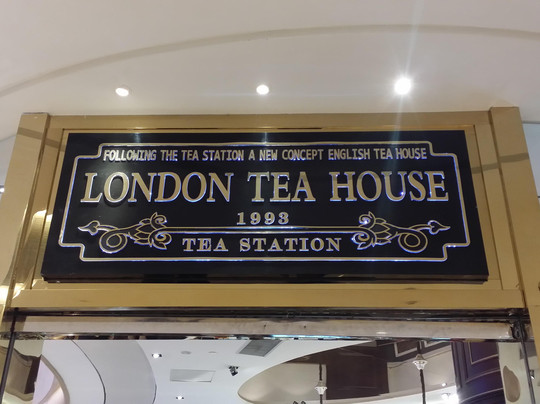 FOLLOWING THE TEA STATION A NEW CONCEPT ENGLISH TEA HOUSE
LONDON TEA HOUSE
1993
TEA STATION